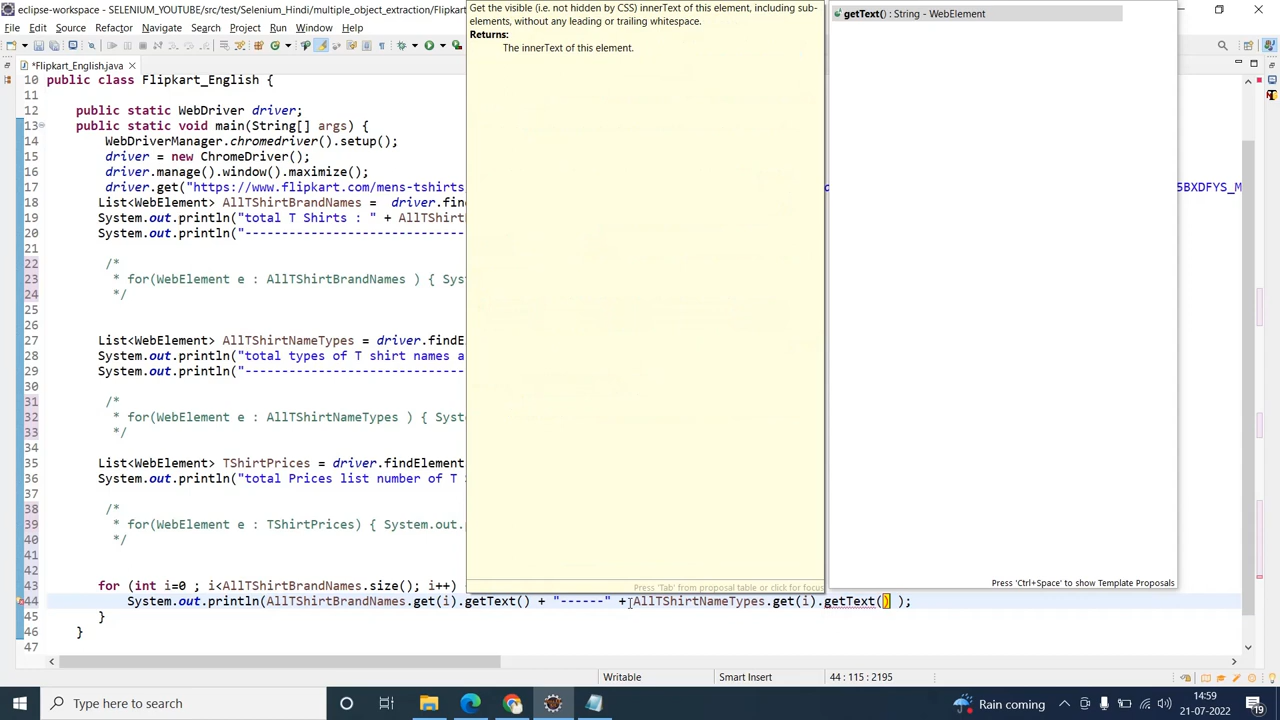 eclipse-workspace - SELENIUM_YOUTUBE/src/test/Selenium_Hindi/multiple_object_extraction/Flipkart
File Edit Source Refactor Navigate Search Project Run Window Help
*Flipkart_English.java
10 public class Flipkart_English {
11
12 public static WebDriver driver;
13 public static void main(String[] args) {
14 WebDriverManager.chromedriver().setup();
15 driver = new ChromeDriver();
16 driver.manage().window().maximize();
17 driver.get("https://www.flipkart.com/mens-tshirts 5BXDFYS_M
18 List<WebElement> AllTShirtBrandNames = driver.fin
19 System.out.println("total T Shirts : " + AllTShirt
20 System.out.println("------------------------------
21
22 /*
23 * for(WebElement e : AllTShirtBrandNames ) { Sys
24 */
25
26
27 List<WebElement> AllTShirtNameTypes = driver.findE
28 System.out.println("total types of T shirt names a
29 System.out.println("------------------------------
30
31 /*
32 * for(WebElement e : AllTShirtNameTypes ) { Syst
33 */
34
35 List<WebElement> TShirtPrices = driver.findElement
36 System.out.println("total Prices list number of T
37
38 /*
39 * for(WebElement e : TShirtPrices) { System.out.
40 */
41
42
43 for (int i=0 ; i<AllTShirtBrandNames.size(); i++)
44 System.out.println(AllTShirtBrandNames.get(i).getText() + "------" + AllTShirtNameTypes.get(i).getText() );
45 }
46 }
47
Get the visible (i.e. not hidden by CSS) innerText of this element, including sub-
elements, without any leading or trailing whitespace.
Returns:
The innerText of this element.
Press 'Tab' from proposal table or click for focus
getText() : String - WebElement
Press 'Ctrl+Space' to show Template Proposals
Writable Smart Insert 44 : 115 : 2195
Type here to search
Rain coming
14:59
21-07-2022
19